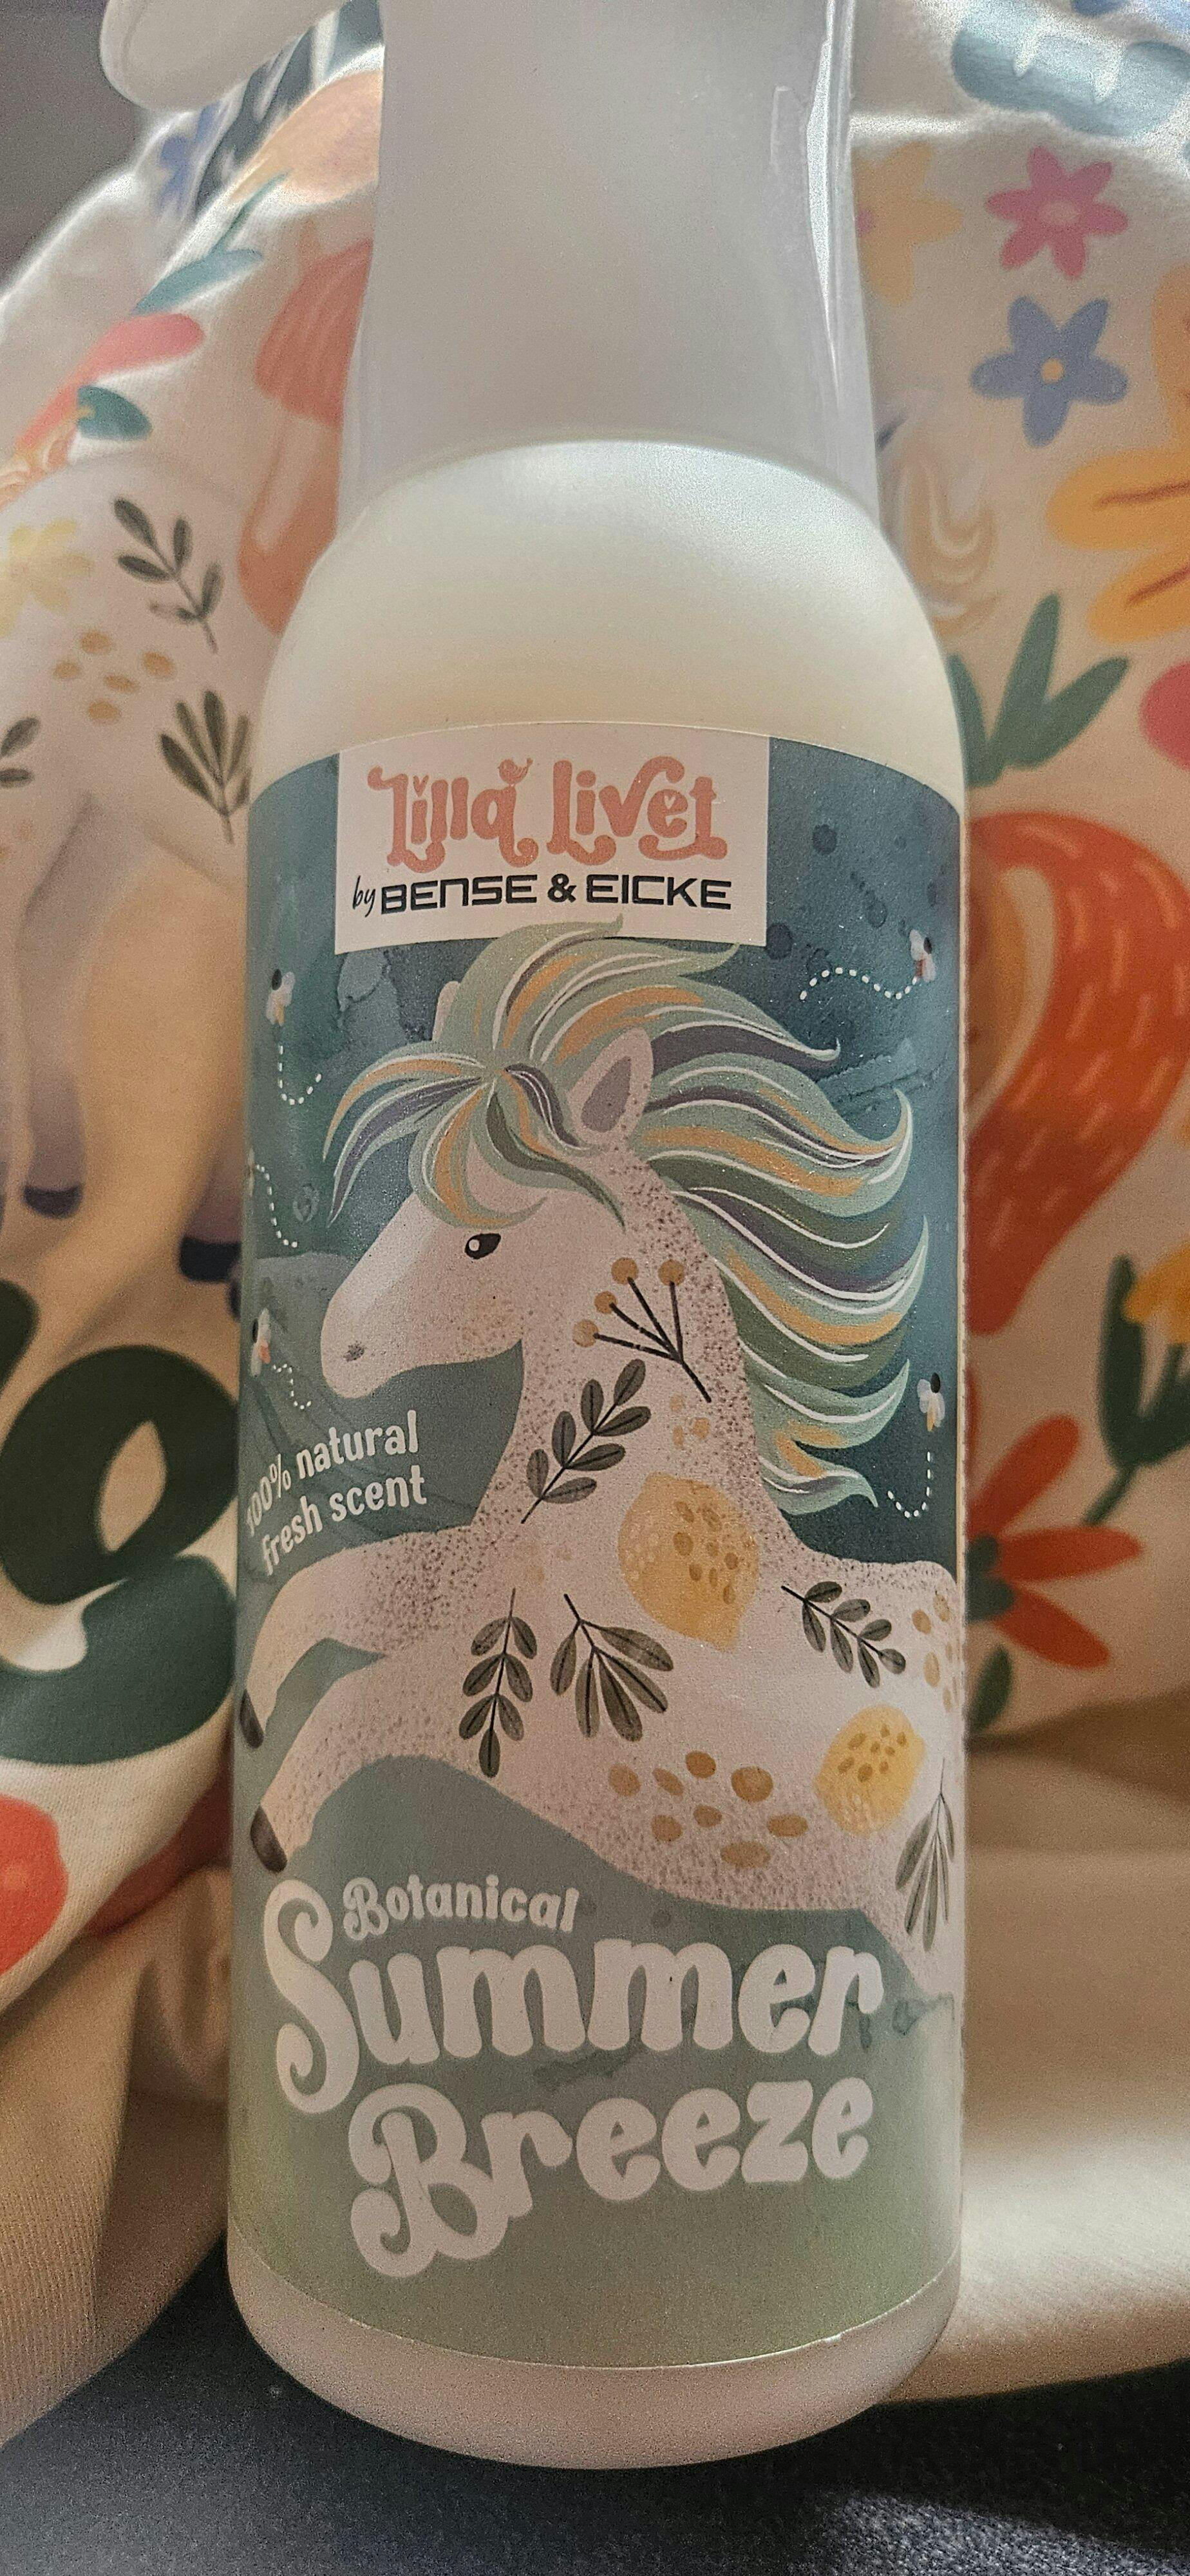 Lilla Livet
by BENSE & EICKE
100% natural
fresh scent
Botanical
Summer
Breeze